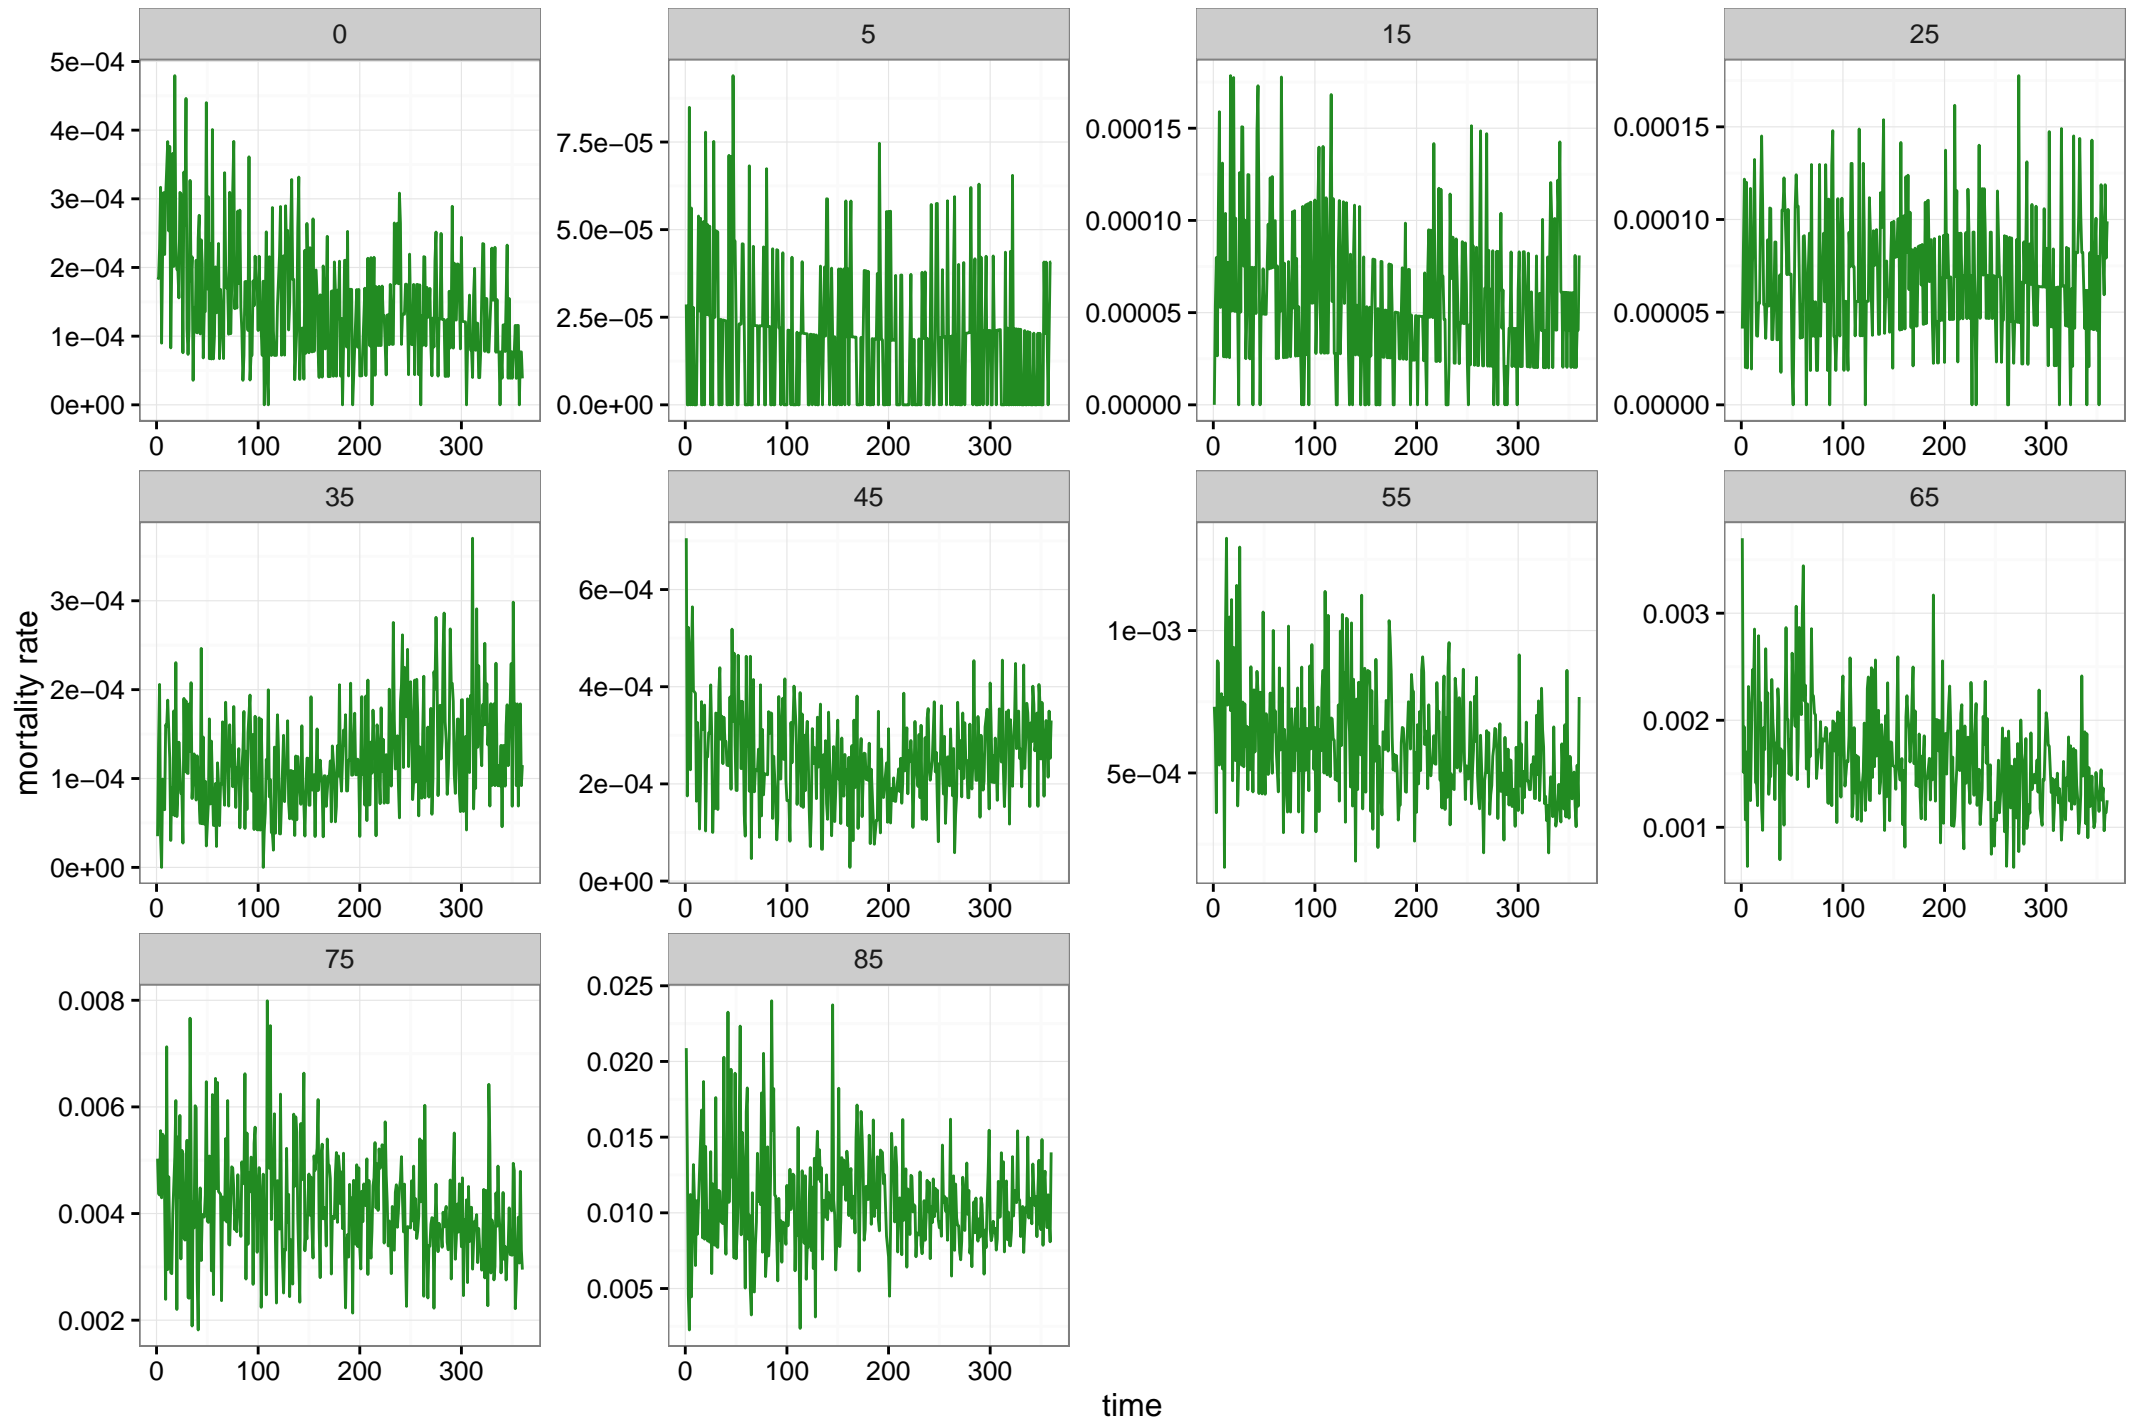 0 5 15 25
5e−04
4e−04
3e−04
2e−04
1e−04
0e+00
7.5e−05
5.0e−05
2.5e−05
0.0e+00
0.00015
0.00010
0.00005
0.00000
0.00015
0.00010
0.00005
0.00000
0 100 200 300 0 100 200 300 0 100 200 300 0 100 200 300
35 45 55 65
mortality rate
3e−04
2e−04
1e−04
0e+00
6e−04
4e−04
2e−04
0e+00
1e−03
5e−04
0.003
0.002
0.001
0 100 200 300 0 100 200 300 0 100 200 300 0 100 200 300
75 85
0.008
0.006
0.004
0.002
0.025
0.020
0.015
0.010
0.005
0 100 200 300 0 100 200 300
time